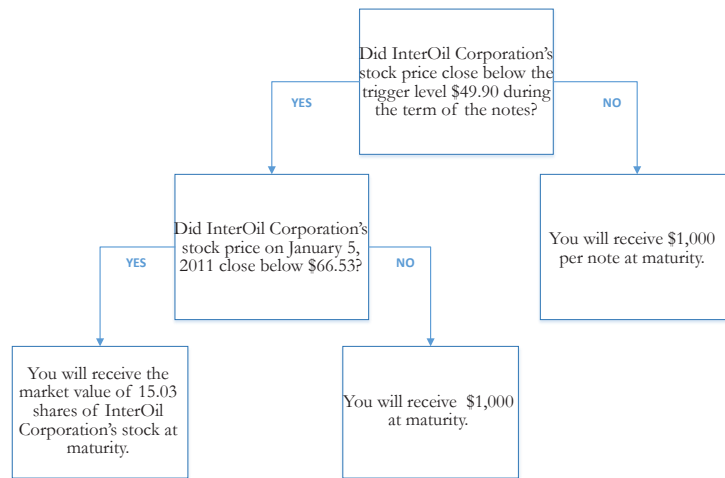 Did InterOil Corporation's
stock price close below the
trigger level $49.90 during
the term of the notes?
YES
NO
Did InterOil Corporation's
stock price on January 5,
2011 close below $66.53?
You will receive $1,000
per note at maturity.
YES
NO
You will receive the
market value of 15.03
shares of InterOil
Corporation's stock at
maturity.
You will receive $1,000
at maturity.